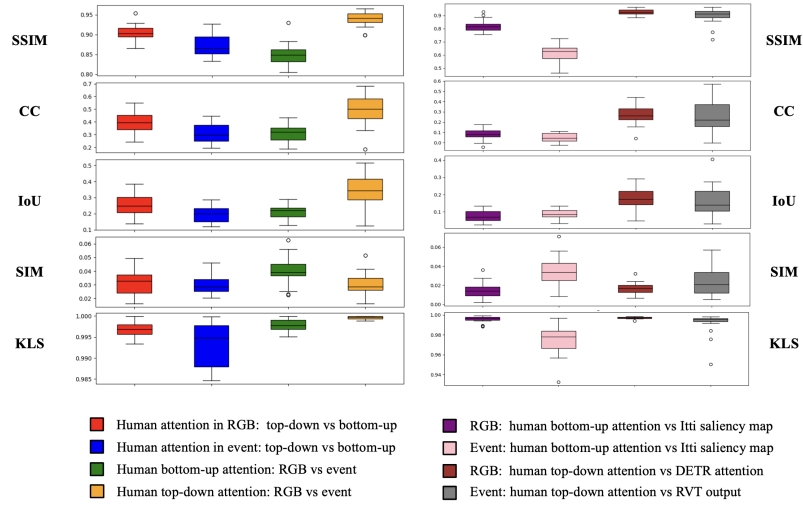 SSIM
0.95
0.90
0.85
0.80
CC
0.7
0.6
0.5
0.4
0.3
0.2
IoU
0.5
0.4
0.3
0.2
0.1
SIM
0.06
0.05
0.04
0.03
0.02
KLS
1.000
0.995
0.990
0.985
0.9
0.8
0.7
0.6
0.5
SSIM
0.6
0.5
0.4
0.3
0.2
0.1
0.0
CC
0.4
0.3
0.2
0.1
IoU
0.06
0.04
0.02
0.00
SIM
1.00
0.98
0.96
0.94
KLS
Human attention in RGB: top-down vs bottom-up
Human attention in event: top-down vs bottom-up
Human bottom-up attention: RGB vs event
Human top-down attention: RGB vs event
RGB: human bottom-up attention vs Itti saliency map
Event: human bottom-up attention vs Itti saliency map
RGB: human top-down attention vs DETR attention
Event: human top-down attention vs RVT output